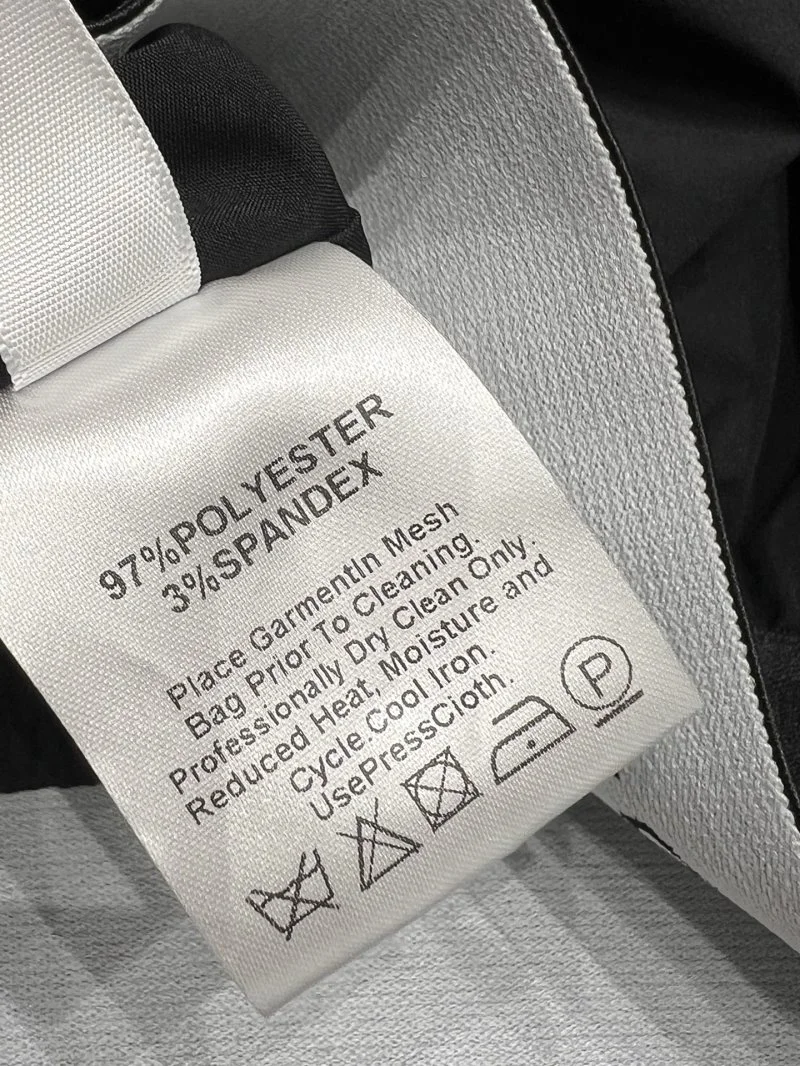 97%POLYESTER
3%SPANDEX
Place GarmentIn Mesh
Bag Prior To Cleaning.
Professionally Dry Clean Only.
Reduced Heat, Moisture and
Cycle.Cool Iron.
UsePressCloth.
P